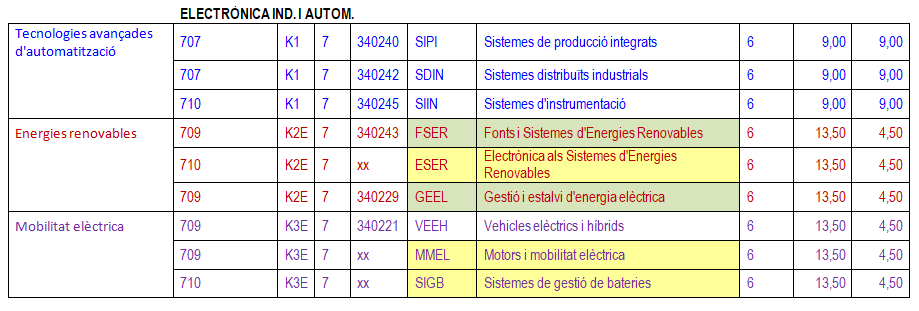 ELECTRÓNICA IND. I AUTOM.
Tecnologies avançades d'automatització 707 K1 7 340240 SIPI Sistemes de producció integrats 6 9,00 9,00
707 K1 7 340242 SDIN Sistemes distribuïts industrials 6 9,00 9,00
710 K1 7 340245 SIIN Sistemes d'instrumentació 6 9,00 9,00
Energies renovables 709 K2E 7 340243 FSER Fonts i Sistemes d'Energies Renovables 6 13,50 4,50
710 K2E 7 xx ESER Electrònica als Sistemes d'Energies Renovables 6 13,50 4,50
709 K2E 7 340229 GEEL Gestió i estalvi d'energia elèctrica 6 13,50 4,50
Mobilitat elèctrica 709 K3E 7 340221 VEEH Vehicles elèctrics i híbrids 6 13,50 4,50
709 K3E 7 xx MMEL Motors i mobilitat elèctrica 6 13,50 4,50
710 K3E 7 xx SIGB Sistemes de gestió de bateries 6 13,50 4,50